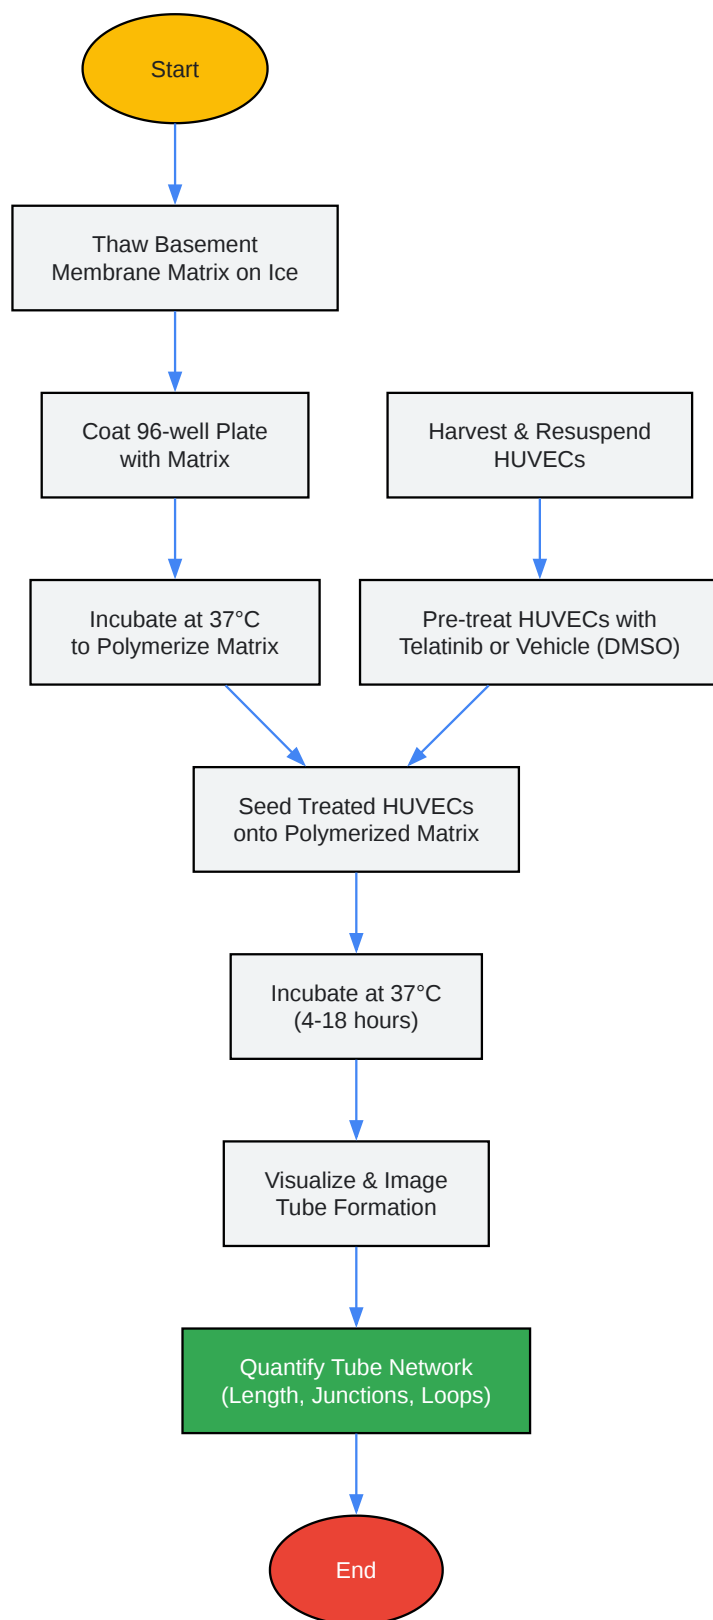 Start
Thaw Basement
Membrane Matrix on Ice
Coat 96-well Plate
with Matrix
Harvest & Resuspend
HUVECs
Incubate at 37°C
to Polymerize Matrix
Pre-treat HUVECs with
Telatinib or Vehicle (DMSO)
Seed Treated HUVECs
onto Polymerized Matrix
Incubate at 37°C
(4-18 hours)
Visualize & Image
Tube Formation
Quantify Tube Network
(Length, Junctions, Loops)
End